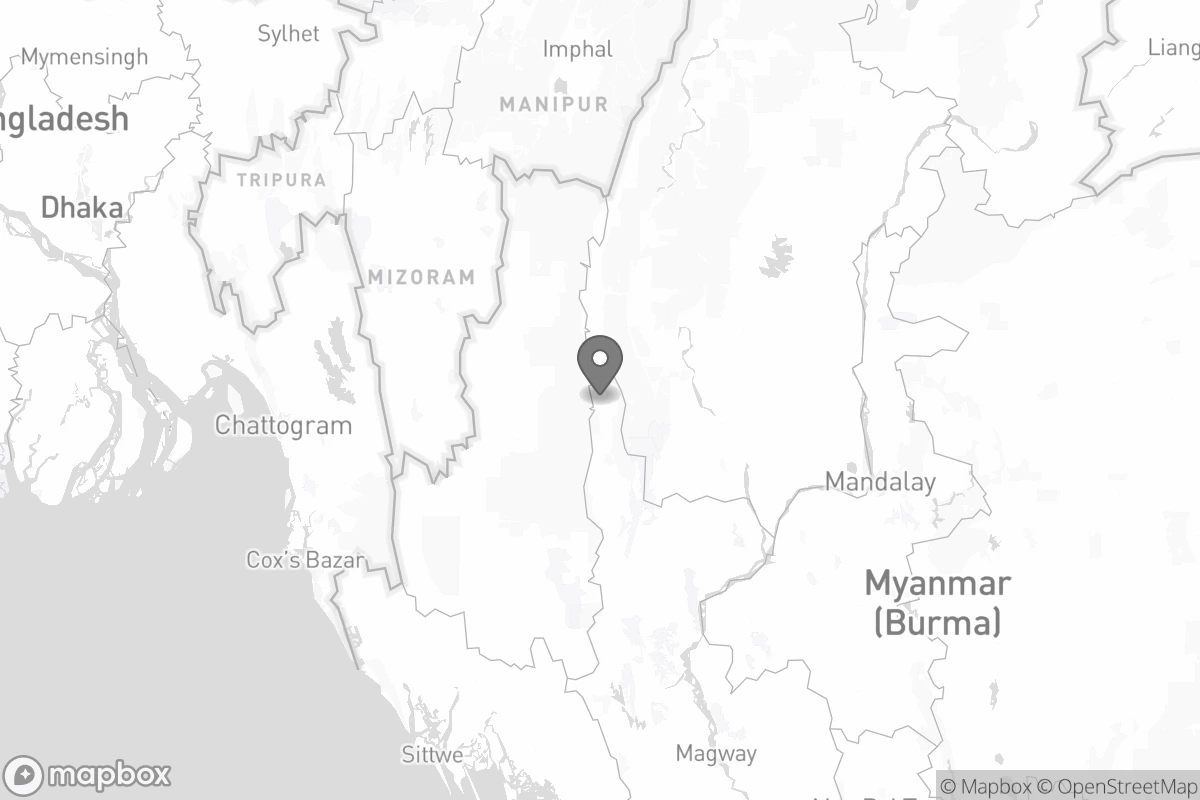 Sylhet
Imphal
Liang
Mymensingh
MANIPUR
ngladesh
TRIPURA
Dhaka
MIZORAM
Chattogram
Mandalay
Cox's Bazar
Myanmar
(Burma)
Sittwe
Magway
mapbox
© Mapbox © OpenStreetMap